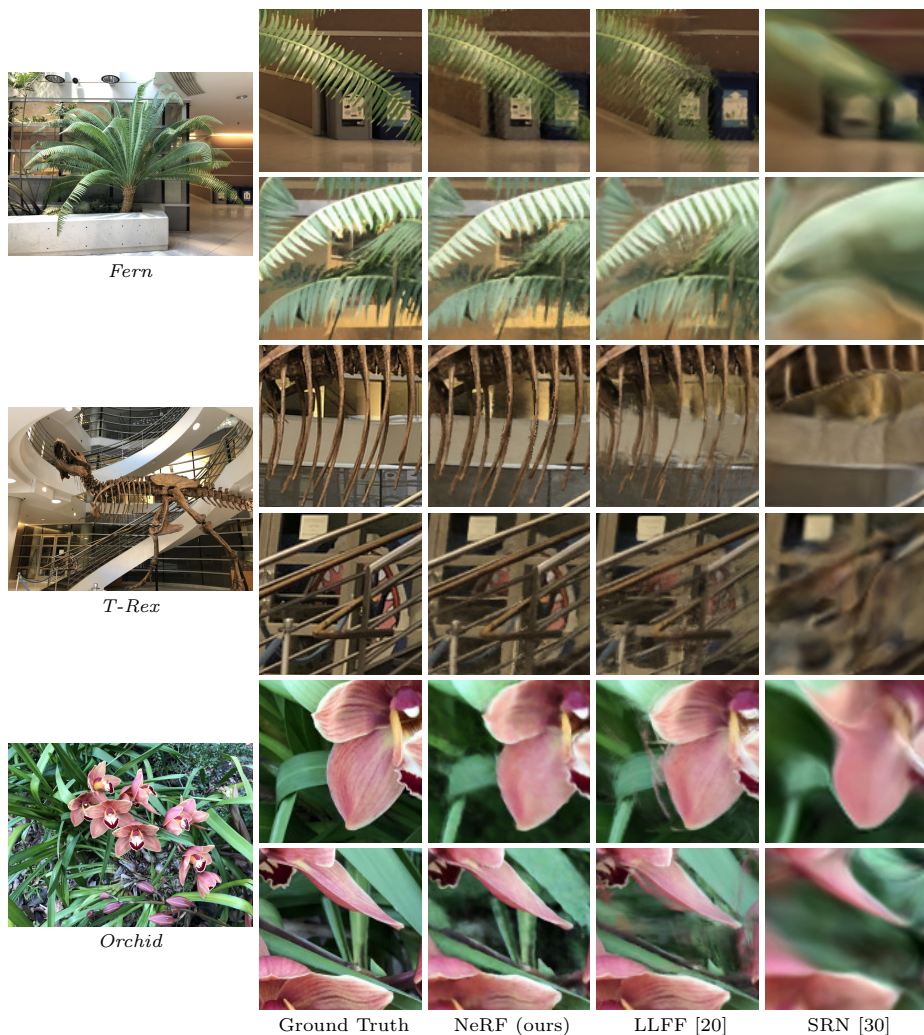 Fern
T-Rex
Orchid
Ground Truth
NeRF (ours)
LLFF [20]
SRN [30]